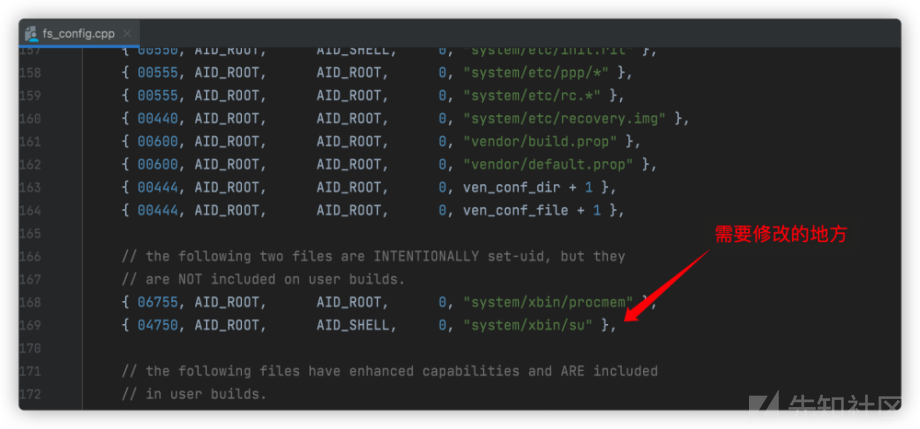 fs_config.cpp
157 { 00550, AID_ROOT, AID_SHELL, 0, "system/etc/init.ril" },
158 { 00555, AID_ROOT, AID_ROOT, 0, "system/etc/ppp/*" },
159 { 00555, AID_ROOT, AID_ROOT, 0, "system/etc/rc.*" },
160 { 00440, AID_ROOT, AID_ROOT, 0, "system/etc/recovery.img" },
161 { 00600, AID_ROOT, AID_ROOT, 0, "vendor/build.prop" },
162 { 00600, AID_ROOT, AID_ROOT, 0, "vendor/default.prop" },
163 { 00444, AID_ROOT, AID_ROOT, 0, ven_conf_dir + 1 },
164 { 00444, AID_ROOT, AID_ROOT, 0, ven_conf_file + 1 },
需要修改的地方
165
166 // the following two files are INTENTIONALLY set-uid, but they
167 // are NOT included on user builds.
168 { 06755, AID_ROOT, AID_ROOT, 0, "system/xbin/procmem" },
169 { 04750, AID_ROOT, AID_SHELL, 0, "system/xbin/su" },
170
171 // the following files have enhanced capabilities and ARE included
172 // in user builds.
先知社区